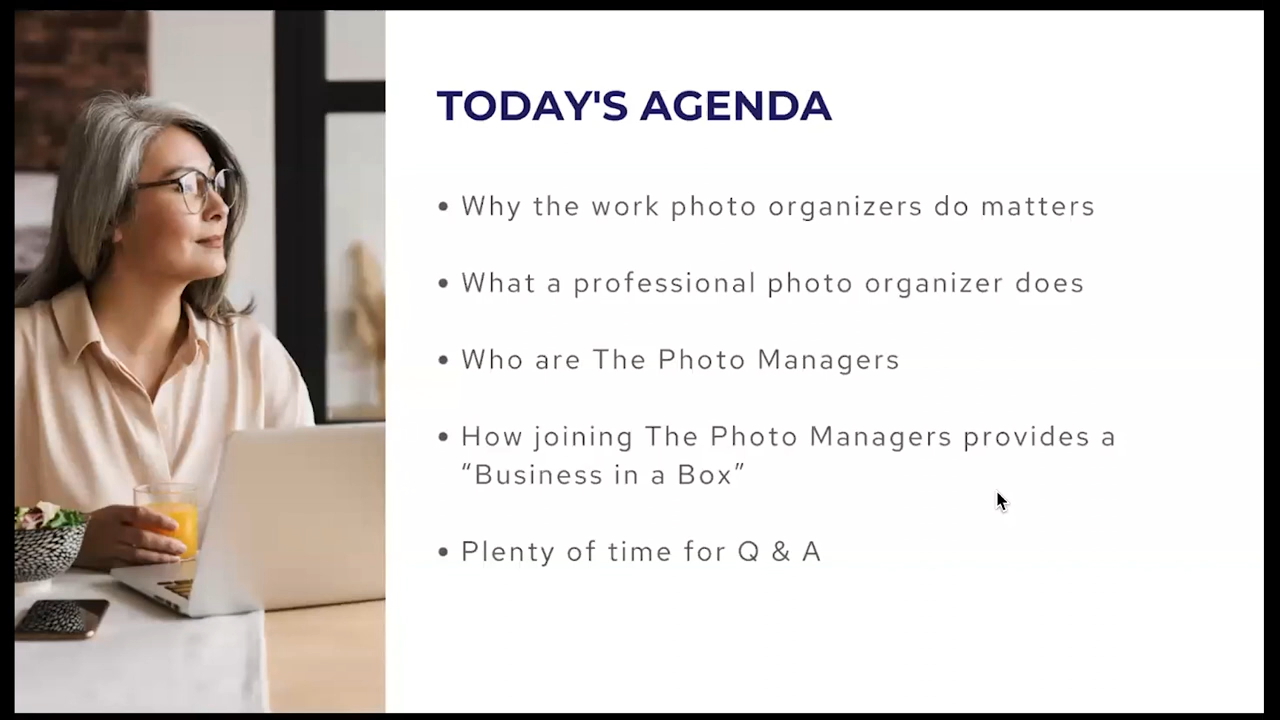 TODAY'S AGENDA
• Why the work photo organizers do matters
• What a professional photo organizer does
• Who are The Photo Managers
• How joining The Photo Managers provides a
“Business in a Box”
• Plenty of time for Q & A